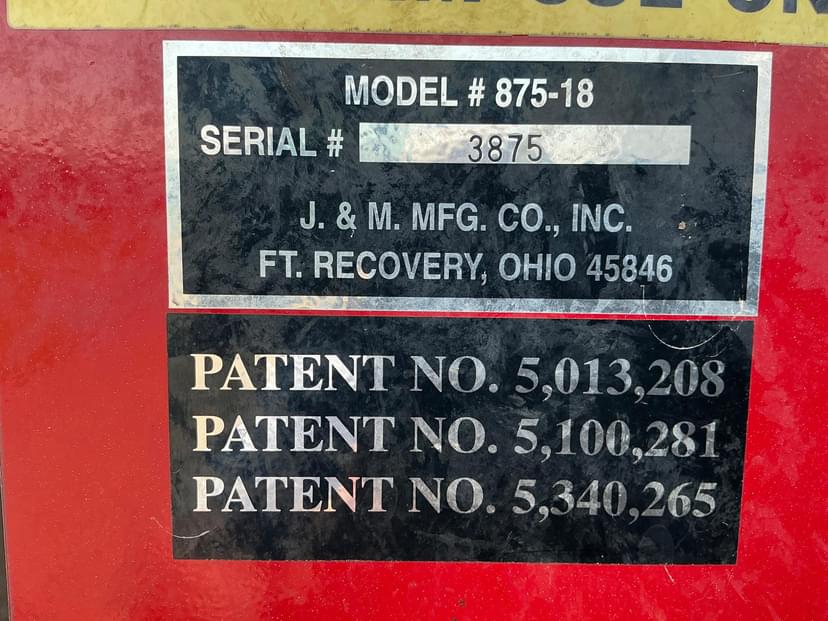 MODEL # 875-18
SERIAL # 3875
J. & M. MFG. CO., INC.
FT. RECOVERY, OHIO 45846
PATENT NO. 5,013,208
PATENT NO. 5,100,281
PATENT NO. 5,340,265